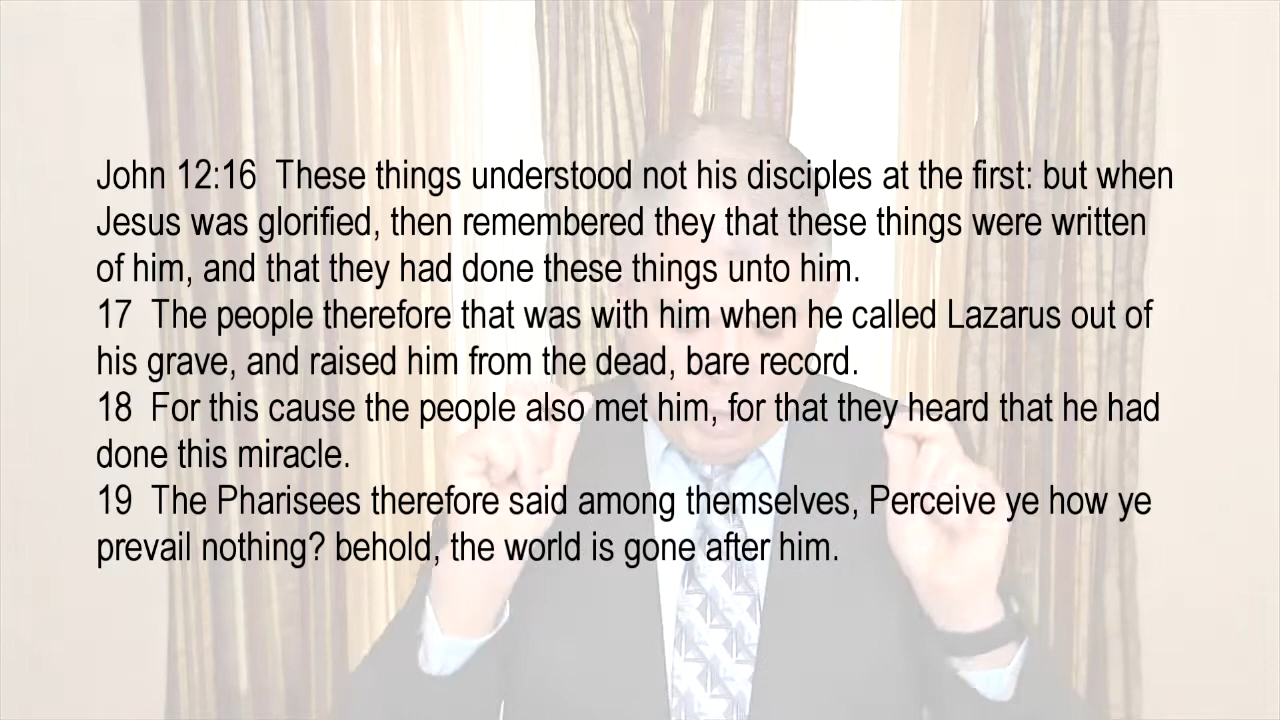 John 12:16  These things understood not his disciples at the first: but when
Jesus was glorified, then remembered they that these things were written
of him, and that they had done these things unto him.
17  The people therefore that was with him when he called Lazarus out of
his grave, and raised him from the dead, bare record.
18  For this cause the people also met him, for that they heard that he had
done this miracle.
19  The Pharisees therefore said among themselves, Perceive ye how ye
prevail nothing? behold, the world is gone after him.